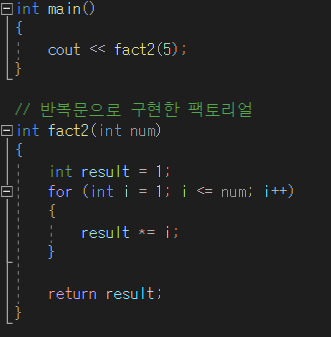 int main()
{
    cout << fact2(5);
}

// 반복문으로 구현한 팩토리얼
int fact2(int num)
{
    int result = 1;
    for (int i = 1; i <= num; i++)
    {
        result *= i;
    }

    return result;
}